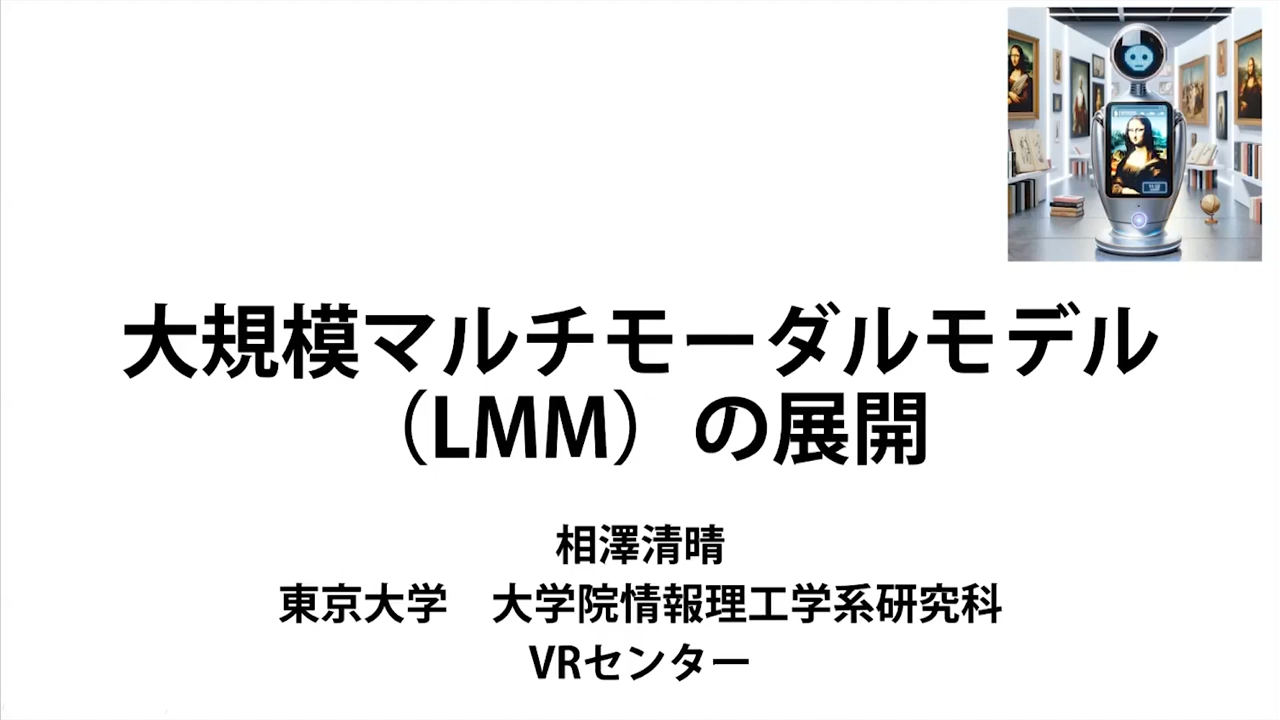 大規模マルチモーダルモデル
（LMM）の展開
相澤清晴
東京大学　大学院情報理工学系研究科
VRセンター